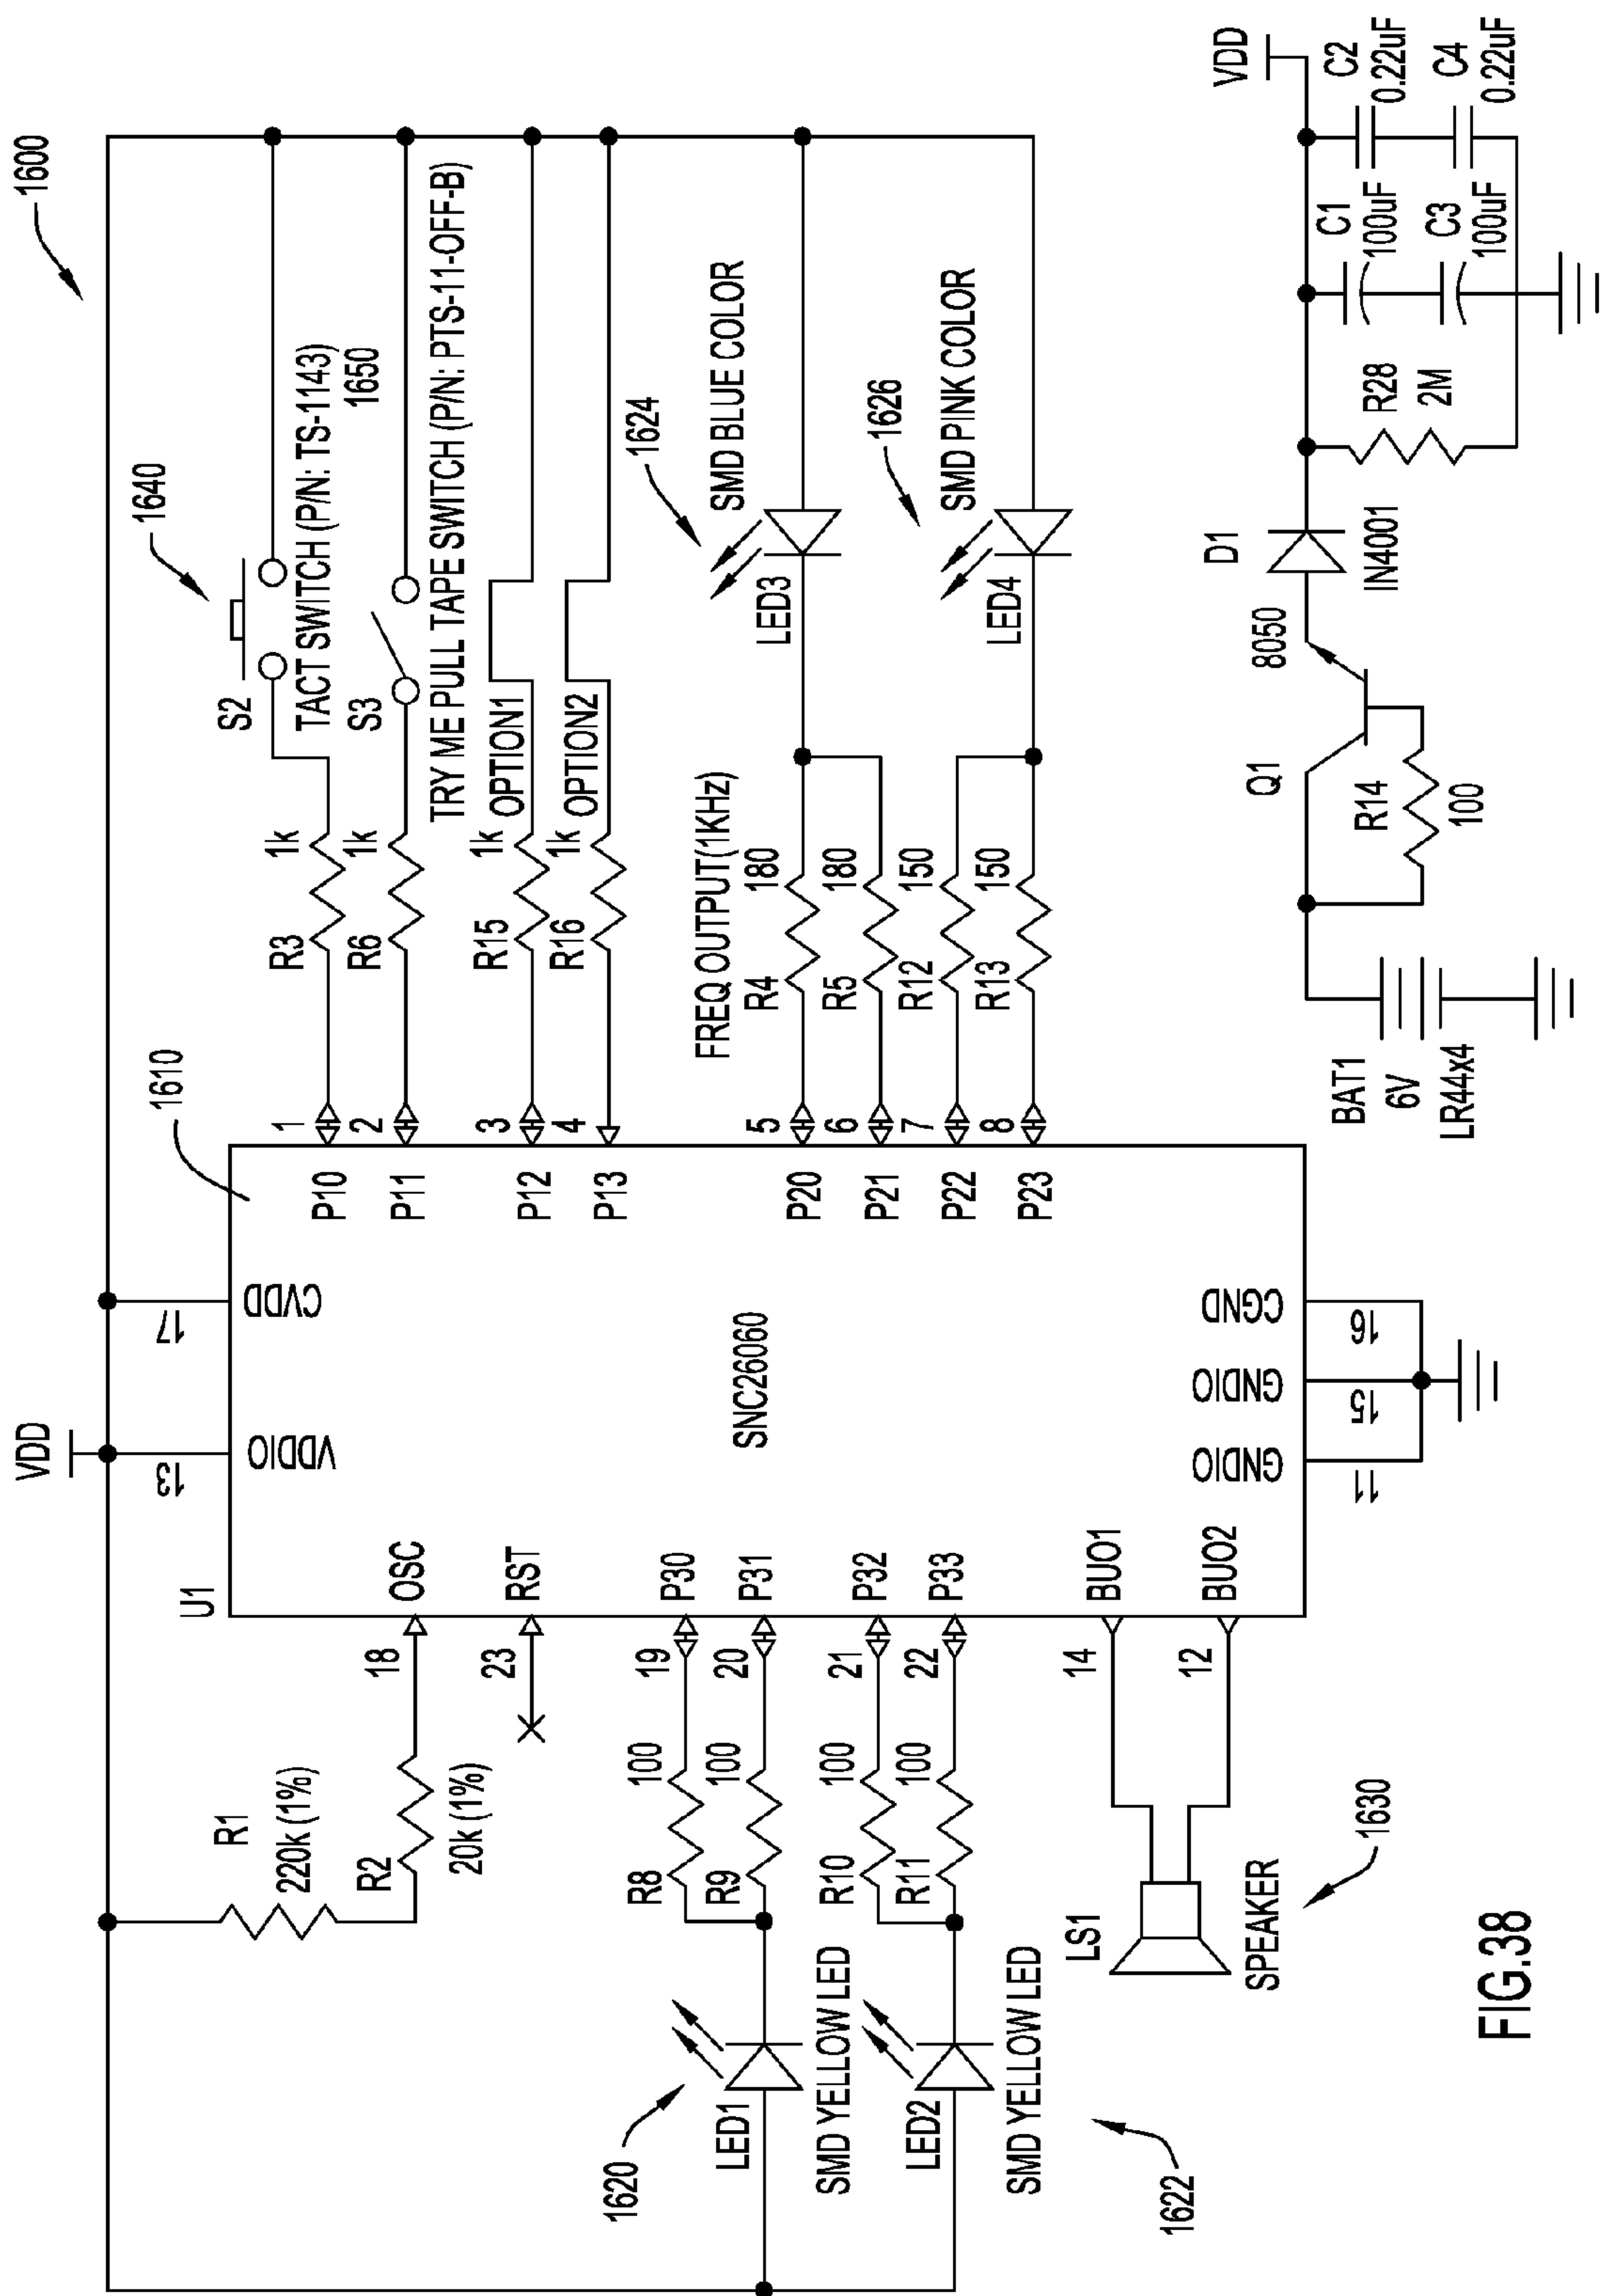 1600
VDD
13
17
U1
1610
VDDIO
CVDD
R1
220k (1%)
R2
20k (1%)
18
OSC
23
RST
19
P30
20
P31
21
P32
22
P33
14
BUO1
12
BUO2
R8
100
R9
100
R10
100
R11
100
1620
LED1
SMD YELLOW LED
LED2
SMD YELLOW LED
1622
LS1
SPEAKER
1630
SNC26060
GNDIO
GNDIO
CGND
11
15
16
P10
1
P11
2
P12
3
P13
4
P20
5
P21
6
P22
7
P23
8
R3
1k
R6
1k
R15
1k
R16
1k
S2
1640
TACT SWITCH (P/N: TS-1143)
S3
1650
TRY ME PULL TAPE SWITCH (P/N: PTS-11-OFF-B)
OPTION1
OPTION2
FREQ OUTPUT(1KHz)
R4
180
R5
180
R12
150
R13
150
1624
SMD BLUE COLOR
LED3
1626
SMD PINK COLOR
LED4
BAT1
6V
LR44x4
Q1
8050
R14
100
D1
IN4001
R28
2M
VDD
C1
100uF
C2
0.22uF
C3
100uF
C4
0.22uF
FIG.38